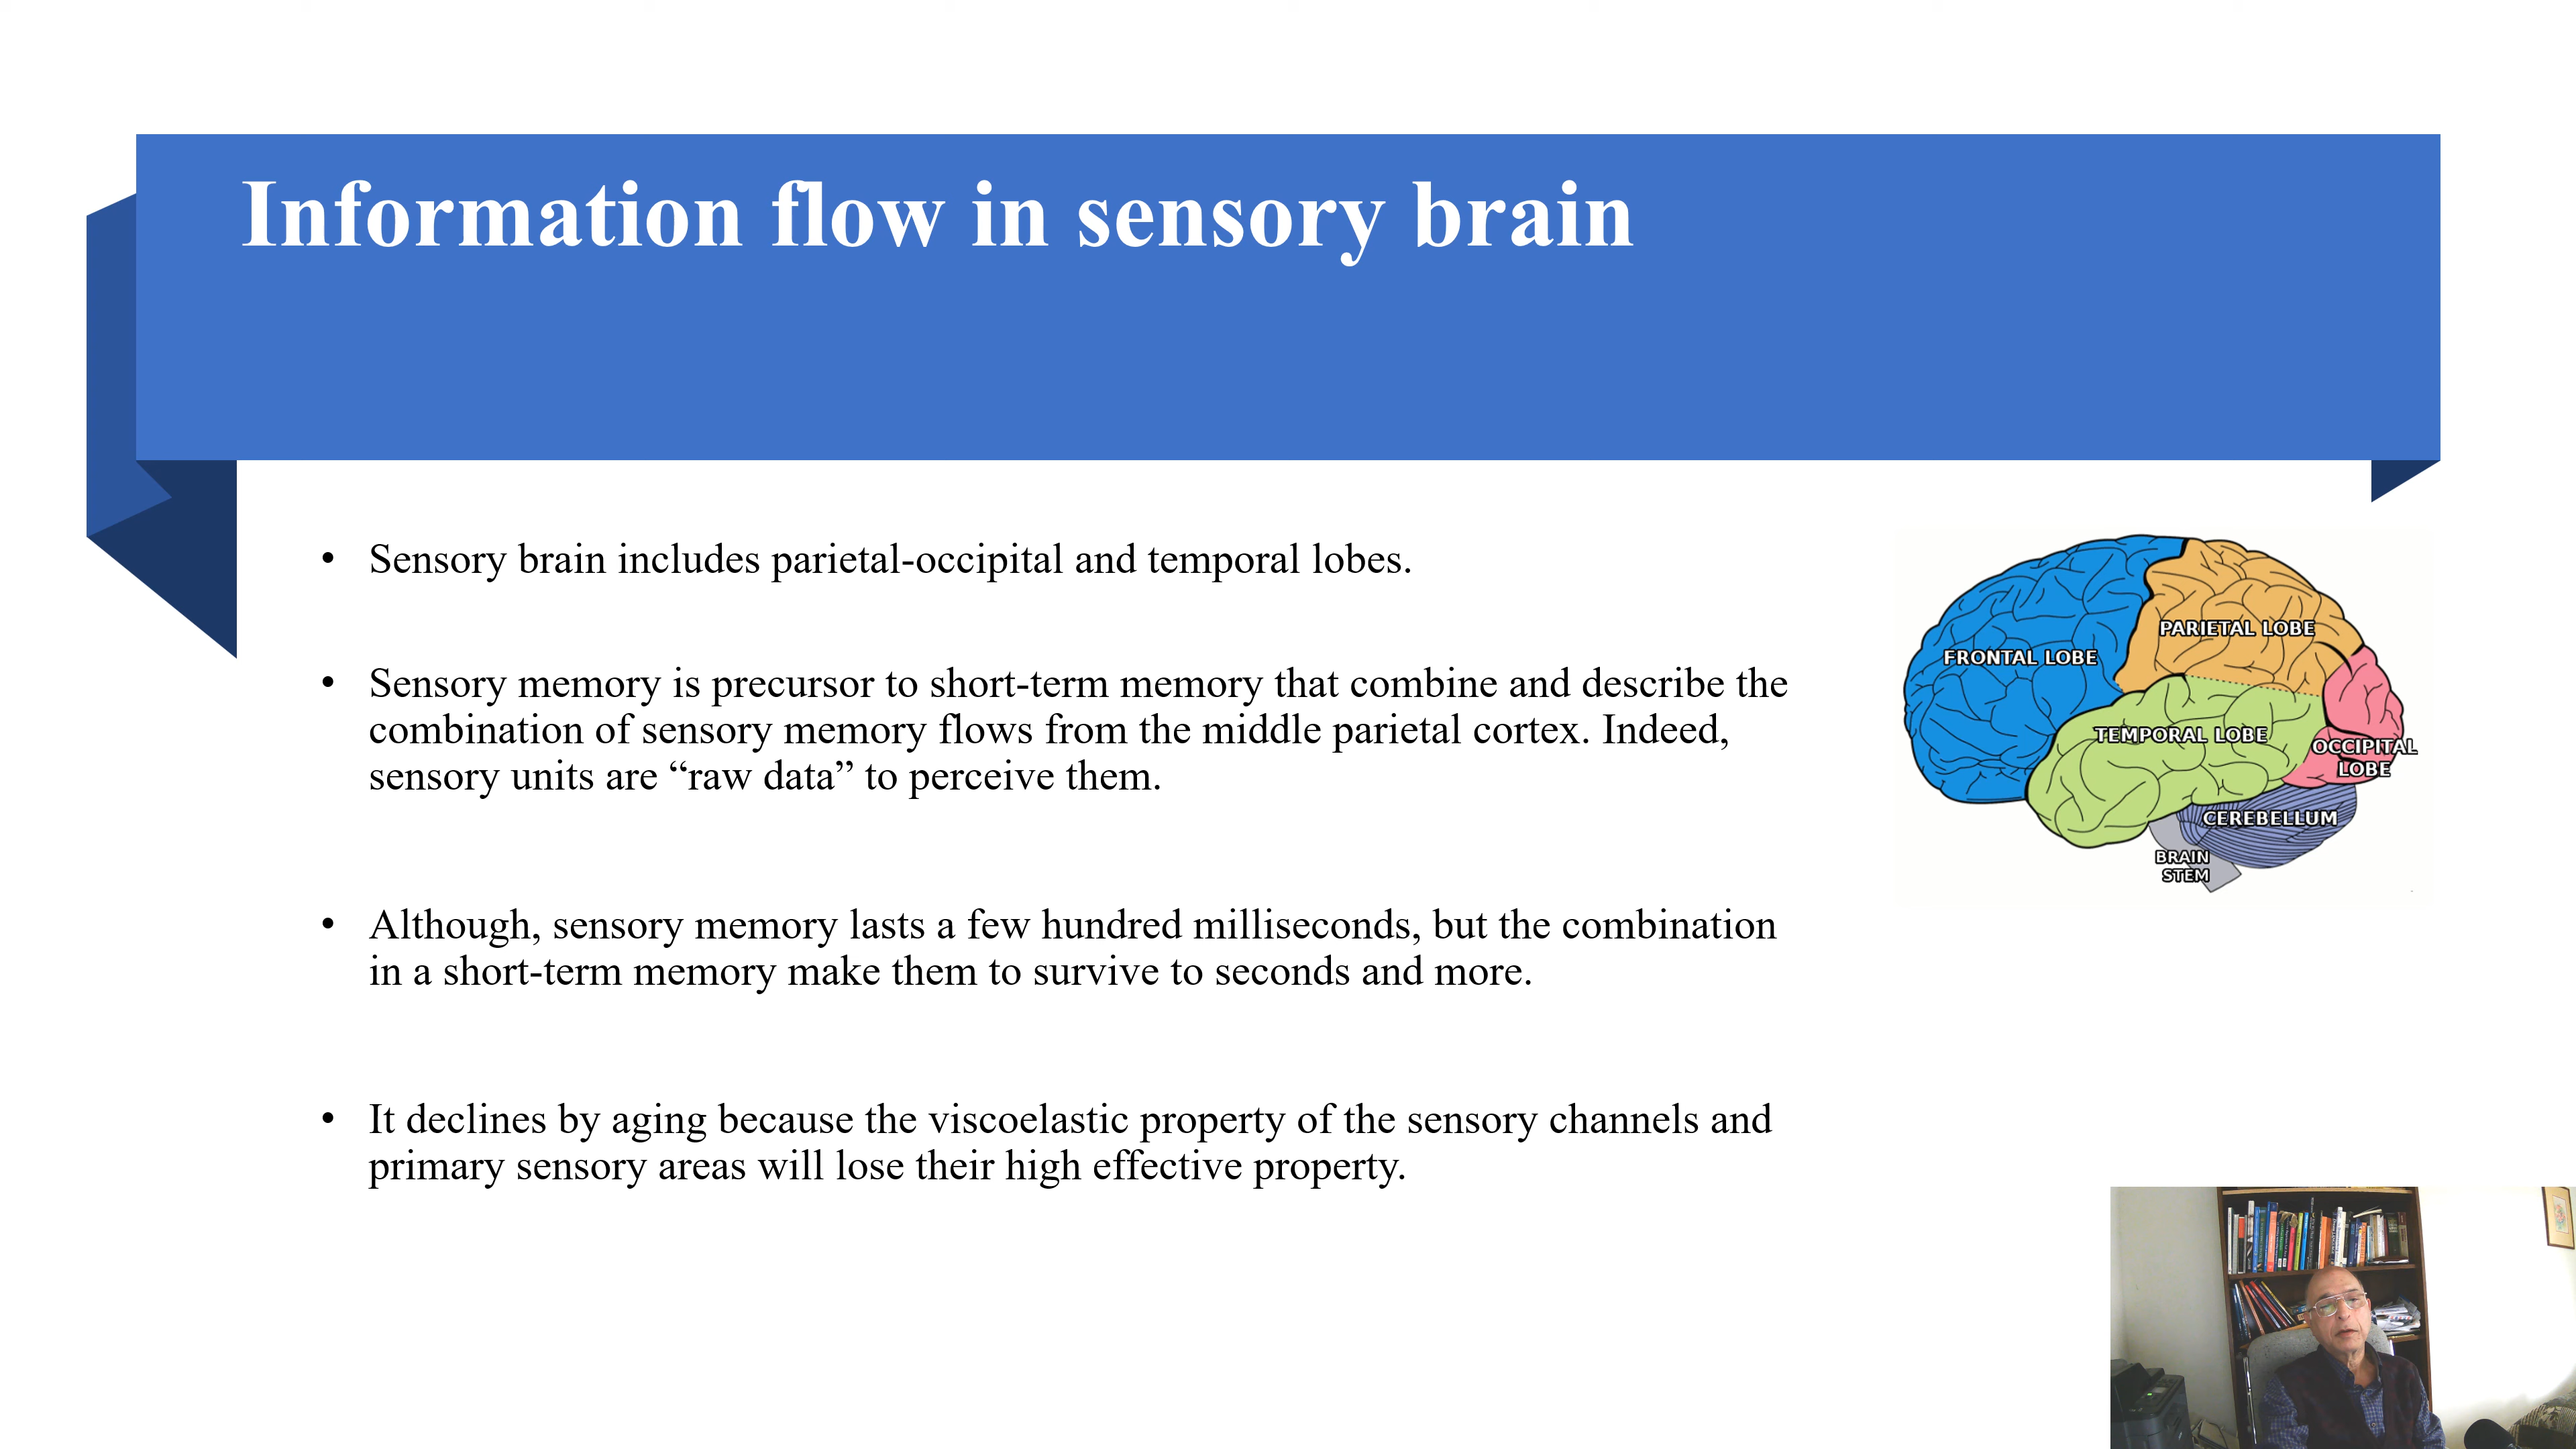 Information flow in sensory brain
• Sensory brain includes parietal-occipital and temporal lobes.
• Sensory memory is precursor to short-term memory that combine and describe the
combination of sensory memory flows from the middle parietal cortex. Indeed,
sensory units are “raw data” to perceive them.
• Although, sensory memory lasts a few hundred milliseconds, but the combination
in a short-term memory make them to survive to seconds and more.
• It declines by aging because the viscoelastic property of the sensory channels and
primary sensory areas will lose their high effective property.
PARIETAL LOBE
FRONTAL LOBE
TEMPORAL LOBE
OCCIPITAL
LOBE
CEREBELLUM
BRAIN
STEM